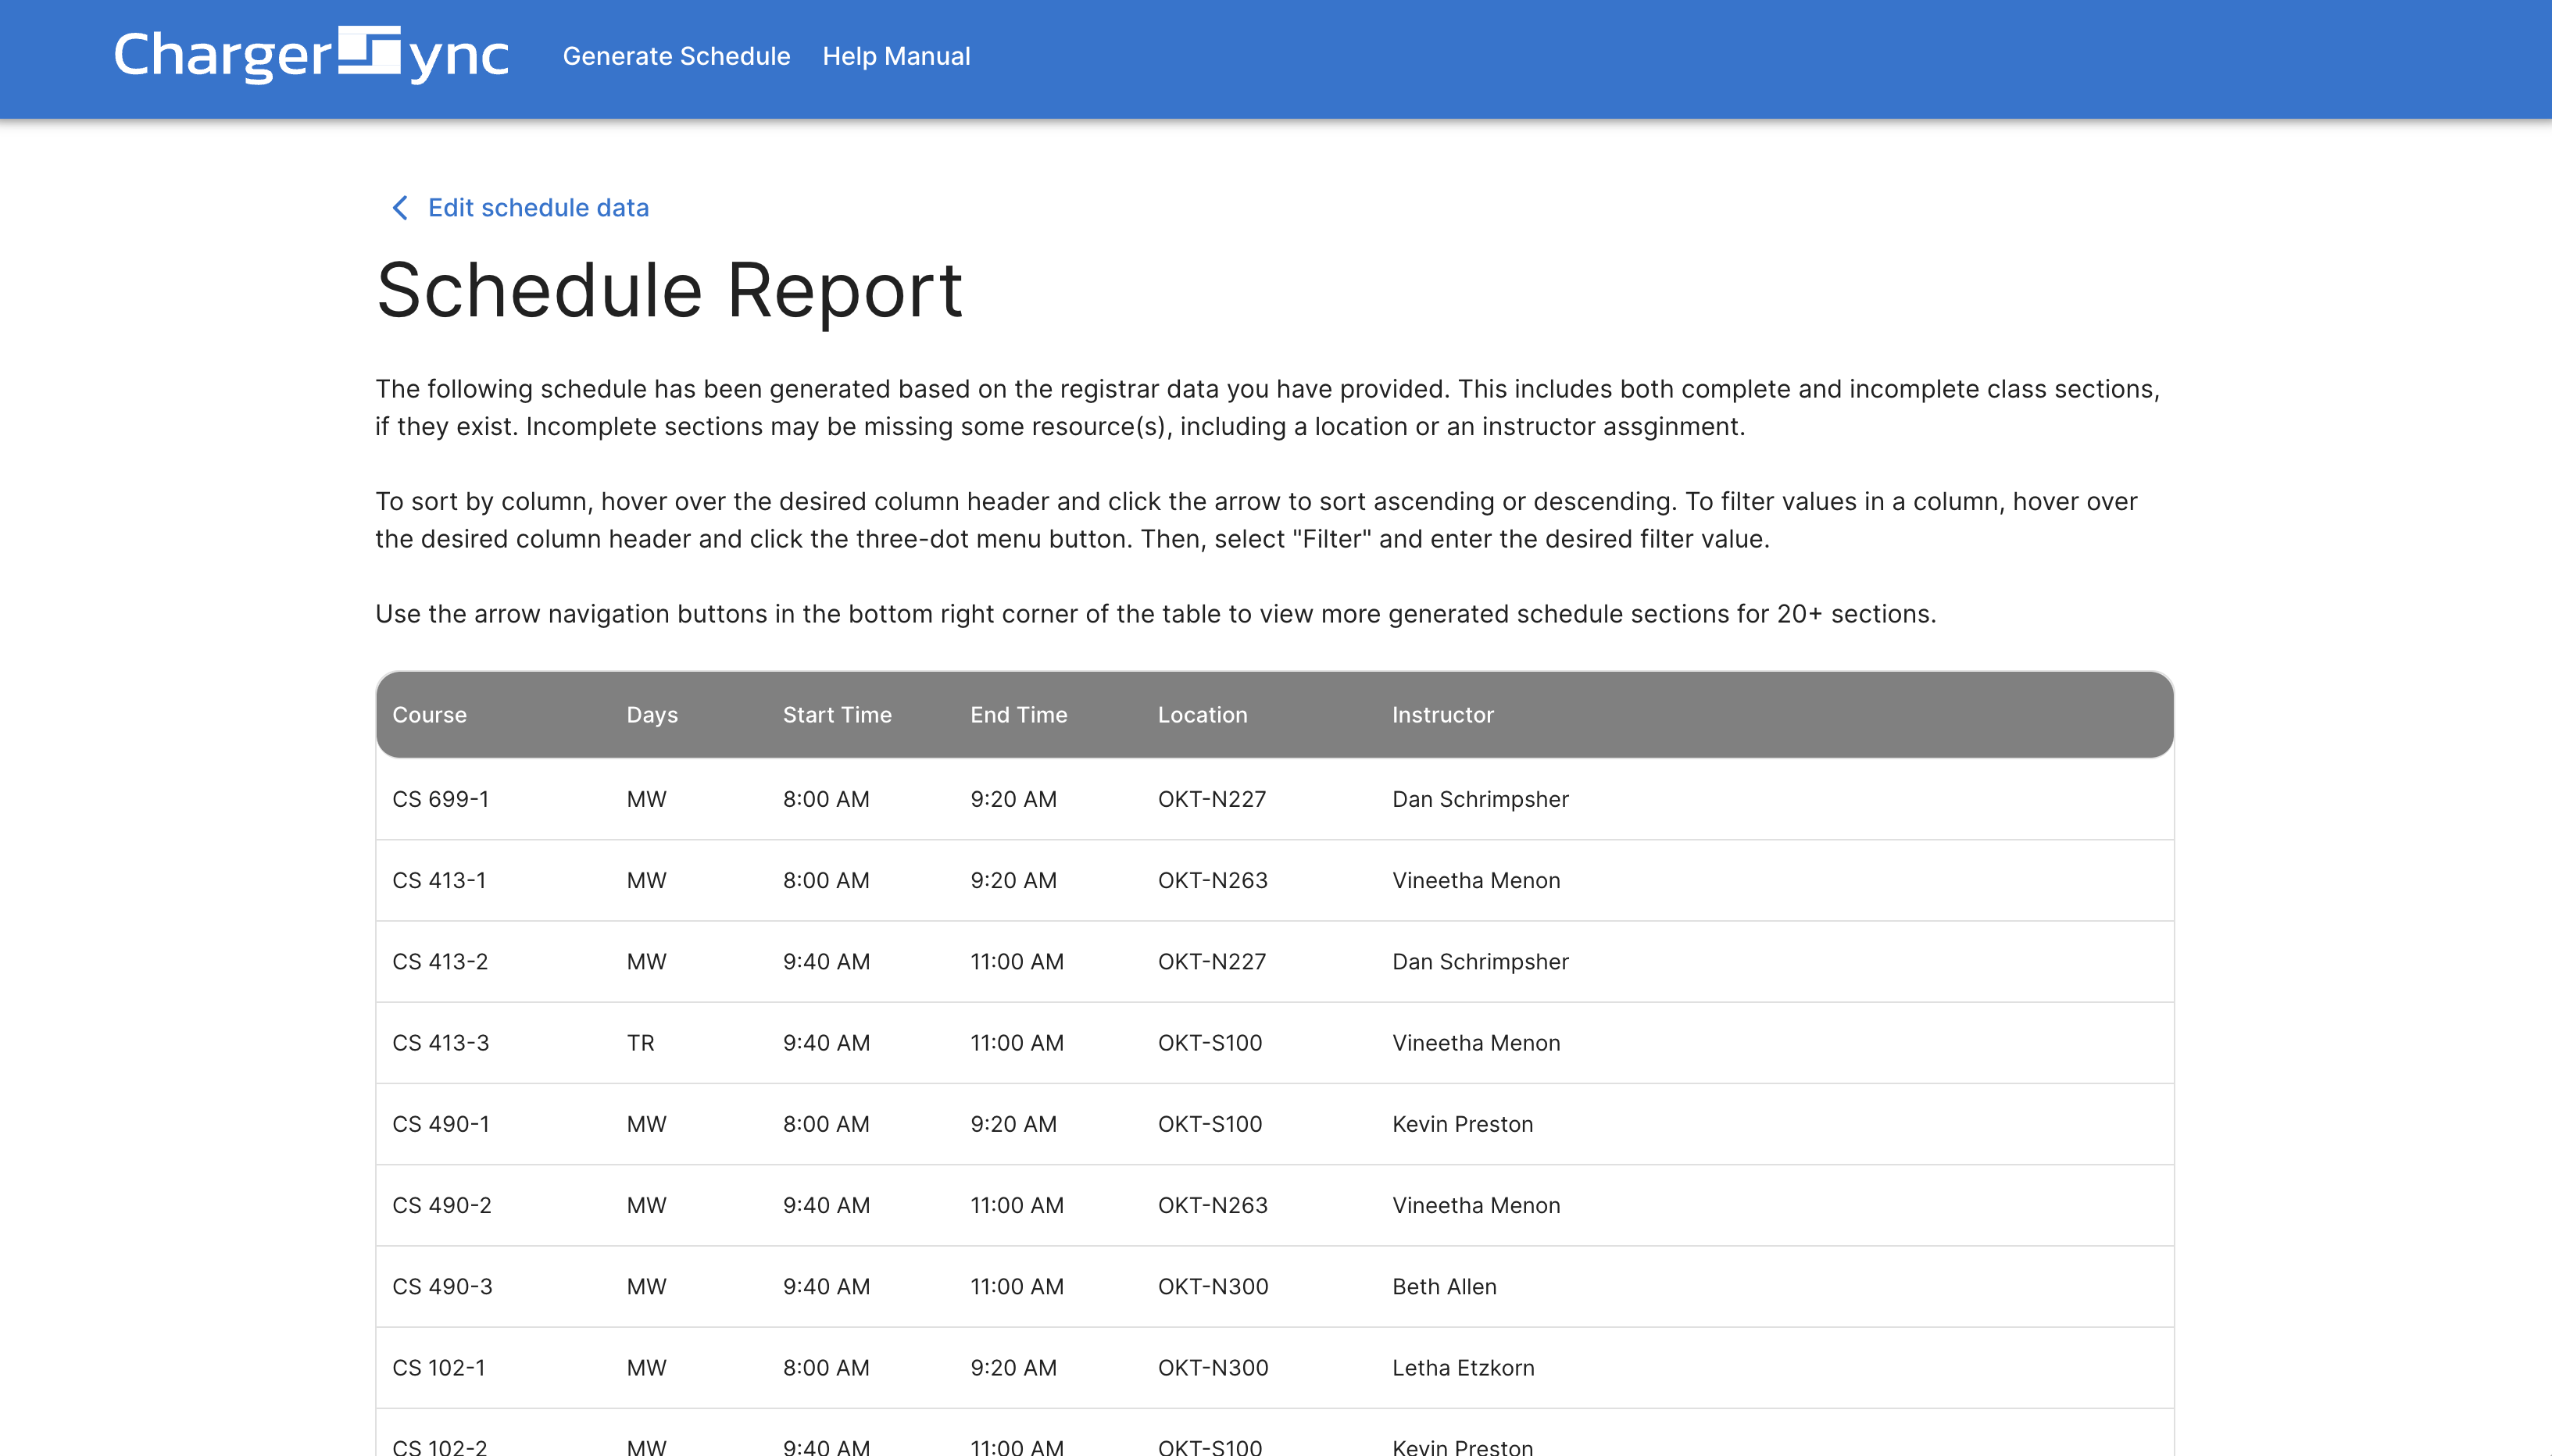 ChargerSync
Generate Schedule
Help Manual
Edit schedule data
Schedule Report
The following schedule has been generated based on the registrar data you have provided. This includes both complete and incomplete class sections,
if they exist. Incomplete sections may be missing some resource(s), including a location or an instructor assginment.
To sort by column, hover over the desired column header and click the arrow to sort ascending or descending. To filter values in a column, hover over
the desired column header and click the three-dot menu button. Then, select "Filter" and enter the desired filter value.
Use the arrow navigation buttons in the bottom right corner of the table to view more generated schedule sections for 20+ sections.
Course Days Start Time End Time Location Instructor
CS 699-1 MW 8:00 AM 9:20 AM OKT-N227 Dan Schrimpsher
CS 413-1 MW 8:00 AM 9:20 AM OKT-N263 Vineetha Menon
CS 413-2 MW 9:40 AM 11:00 AM OKT-N227 Dan Schrimpsher
CS 413-3 TR 9:40 AM 11:00 AM OKT-S100 Vineetha Menon
CS 490-1 MW 8:00 AM 9:20 AM OKT-S100 Kevin Preston
CS 490-2 MW 9:40 AM 11:00 AM OKT-N263 Vineetha Menon
CS 490-3 MW 9:40 AM 11:00 AM OKT-N300 Beth Allen
CS 102-1 MW 8:00 AM 9:20 AM OKT-N300 Letha Etzkorn
CS 102-2 MW 9:40 AM 11:00 AM OKT-S100 Kevin Preston